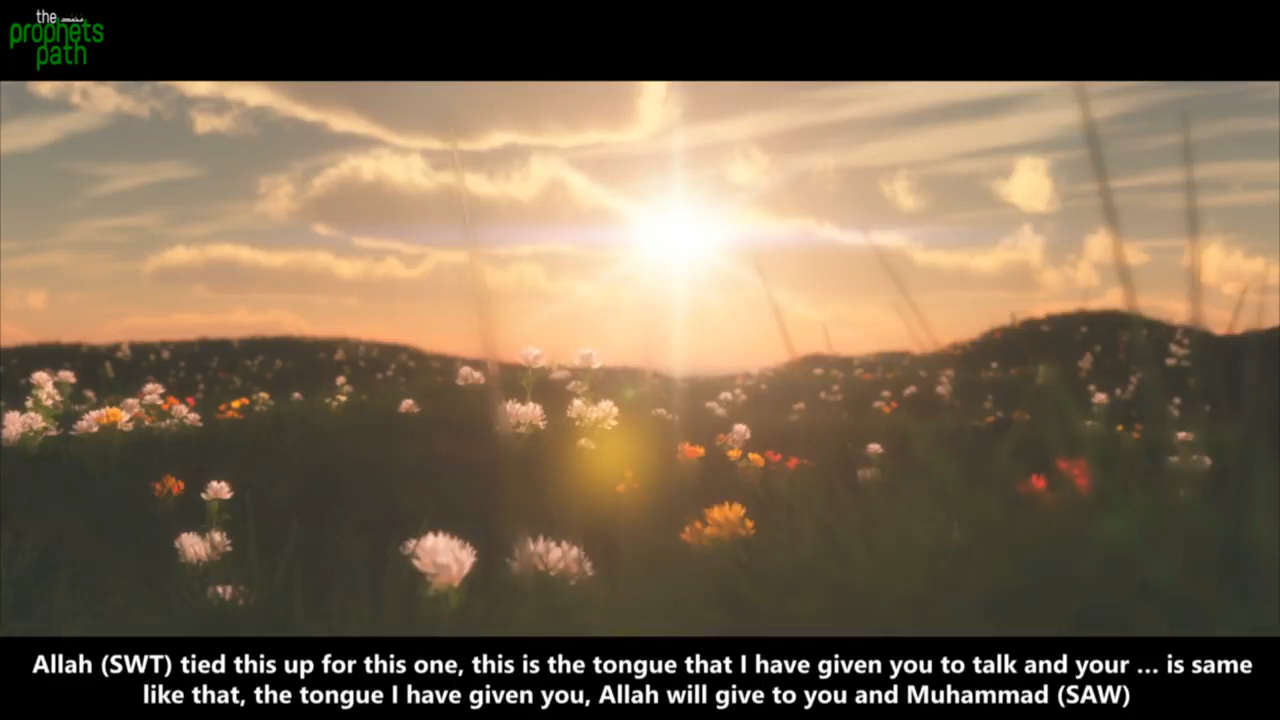 the
prophets
path
Allah (SWT) tied this up for this one, this is the tongue that I have given you to talk and your ... is same
like that, the tongue I have given you, Allah will give to you and Muhammad (SAW)